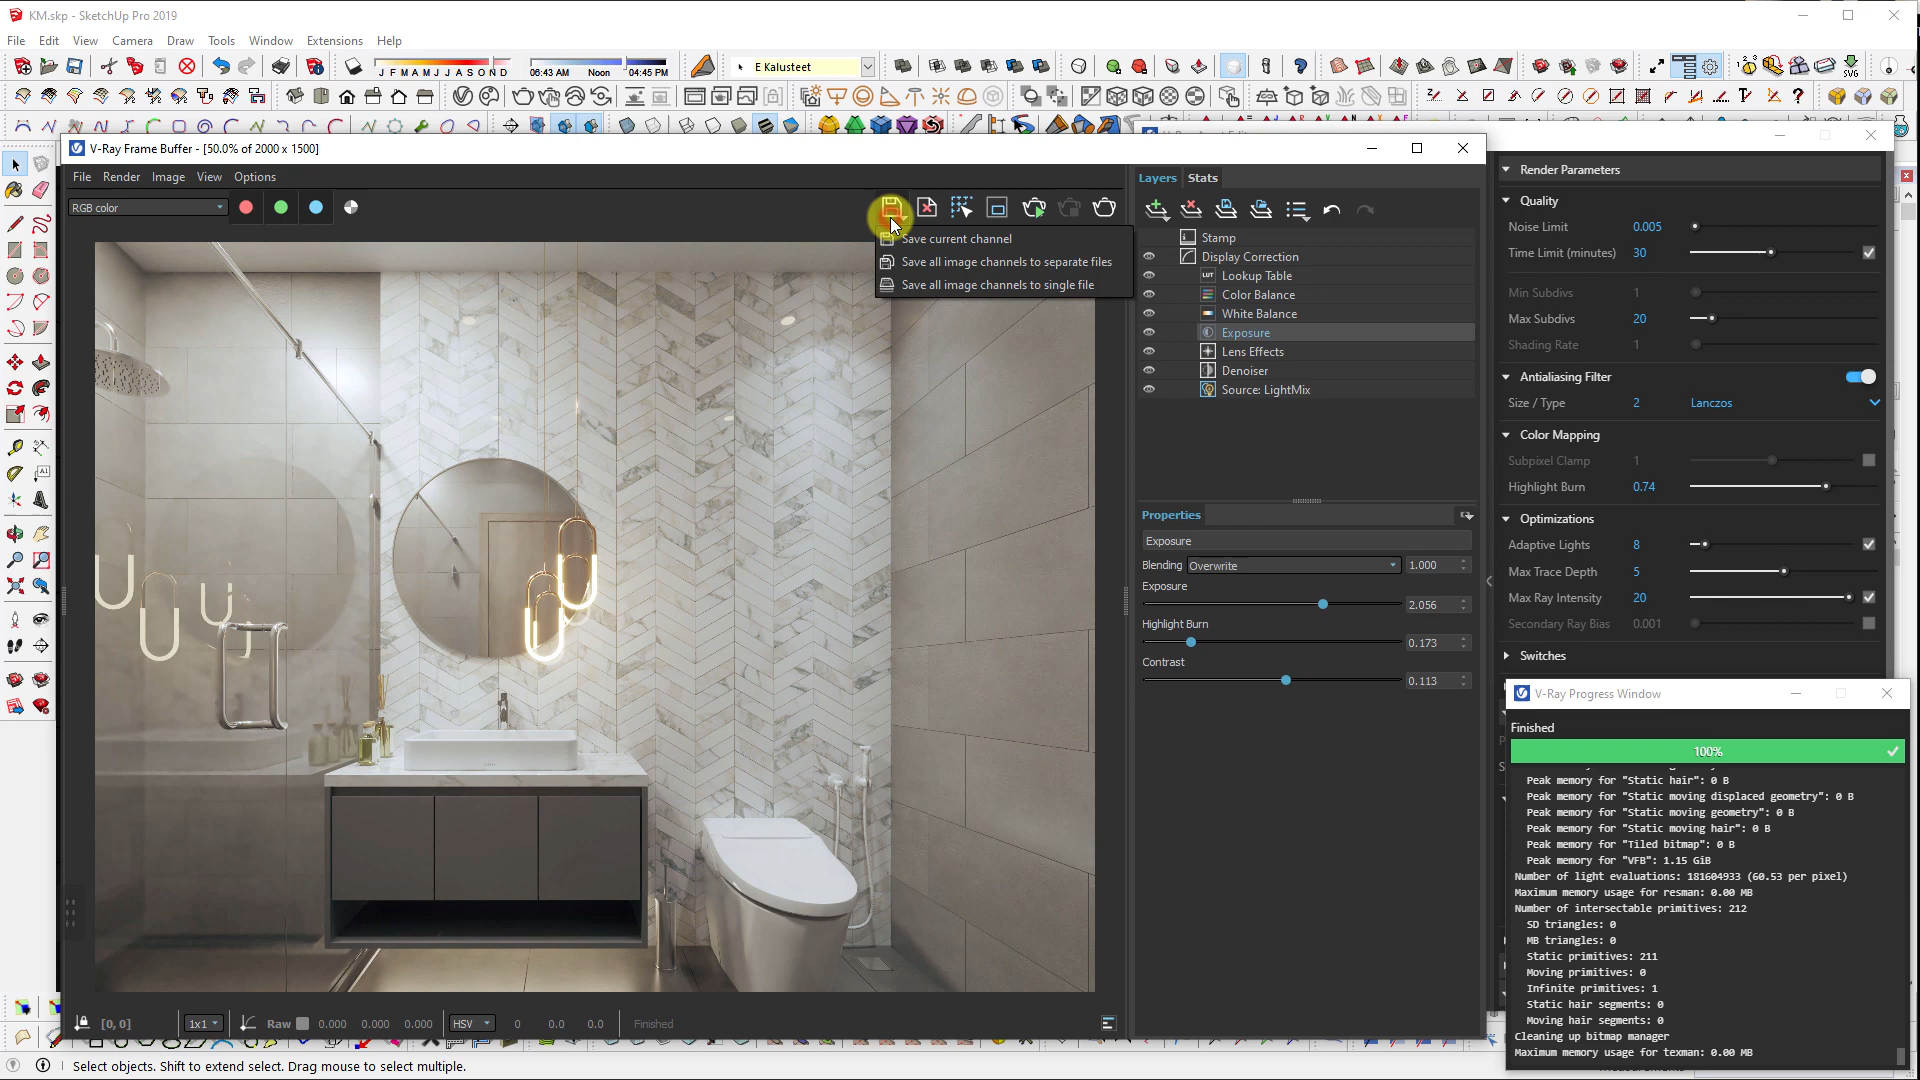 KM.skp - SketchUp Pro 2019
File Edit View Camera Draw Tools Window Extensions Help
J F M A M J J A S O N D
06:43 AM Noon 04:45 PM
E Kalusteet
SVG
V-Ray Frame Buffer - [50.0% of 2000 x 1500]
File Render Image View Options
RGB color
Save current channel
Save all image channels to separate files
Save all image channels to single file
Layers Stats
Stamp
Display Correction
LUT Lookup Table
Color Balance
White Balance
Exposure
Lens Effects
Denoiser
Source: LightMix
Properties
Exposure
Blending Overwrite 1.000
Exposure
2.056
Highlight Burn
0.173
Contrast
0.113
[0, 0] 1x1 Raw 0.000 0.000 0.000 HSV 0 0.0 0.0 Finished
Render Parameters
Quality
Noise Limit 0.005
Time Limit (minutes) 30
Min Subdivs 1
Max Subdivs 20
Shading Rate 1
Antialiasing Filter
Size / Type 2 Lanczos
Color Mapping
Subpixel Clamp 1
Highlight Burn 0.74
Optimizations
Adaptive Lights 8
Max Trace Depth 5
Max Ray Intensity 20
Secondary Ray Bias 0.001
Switches
V-Ray Progress Window
Finished
100%
Peak memory for "Static hair": 0 B
Peak memory for "Static moving displaced geometry": 0 B
Peak memory for "Static moving geometry": 0 B
Peak memory for "Static moving hair": 0 B
Peak memory for "Tiled bitmap": 0 B
Peak memory for "VFB": 1.15 GiB
Number of light evaluations: 181604933 (60.53 per pixel)
Maximum memory usage for resman: 0.00 MB
Number of intersectable primitives: 212
SD triangles: 0
MB triangles: 0
Static primitives: 211
Moving primitives: 0
Infinite primitives: 1
Static hair segments: 0
Moving hair segments: 0
Cleaning up bitmap manager
Maximum memory usage for texman: 0.00 MB
Select objects. Shift to extend select. Drag mouse to select multiple.